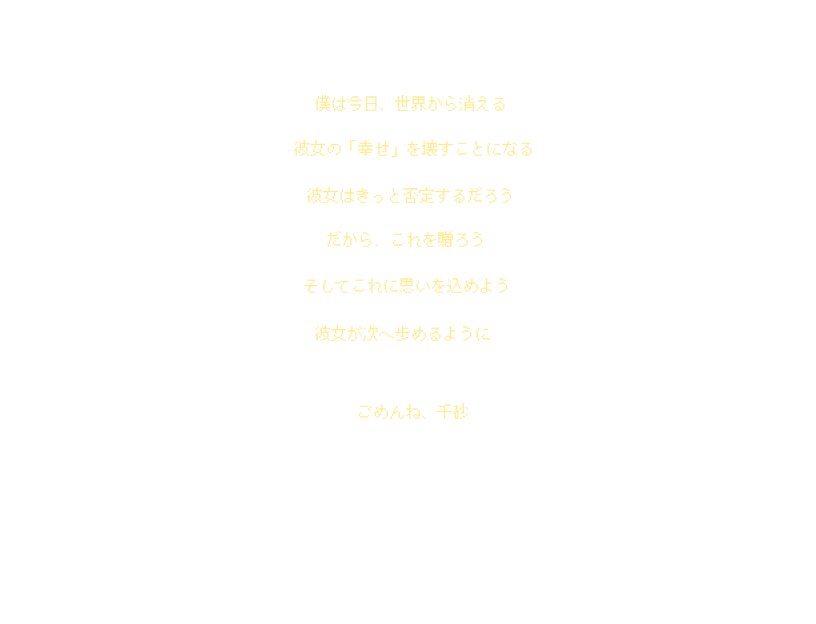 僕は今日、世界から消える
彼女の「幸せ」を壊すことになる
彼女はきっと否定するだろう
だから、これを贈ろう
そしてこれに思いを込めよう
彼女が次へ歩めるように
ごめんね、千砂